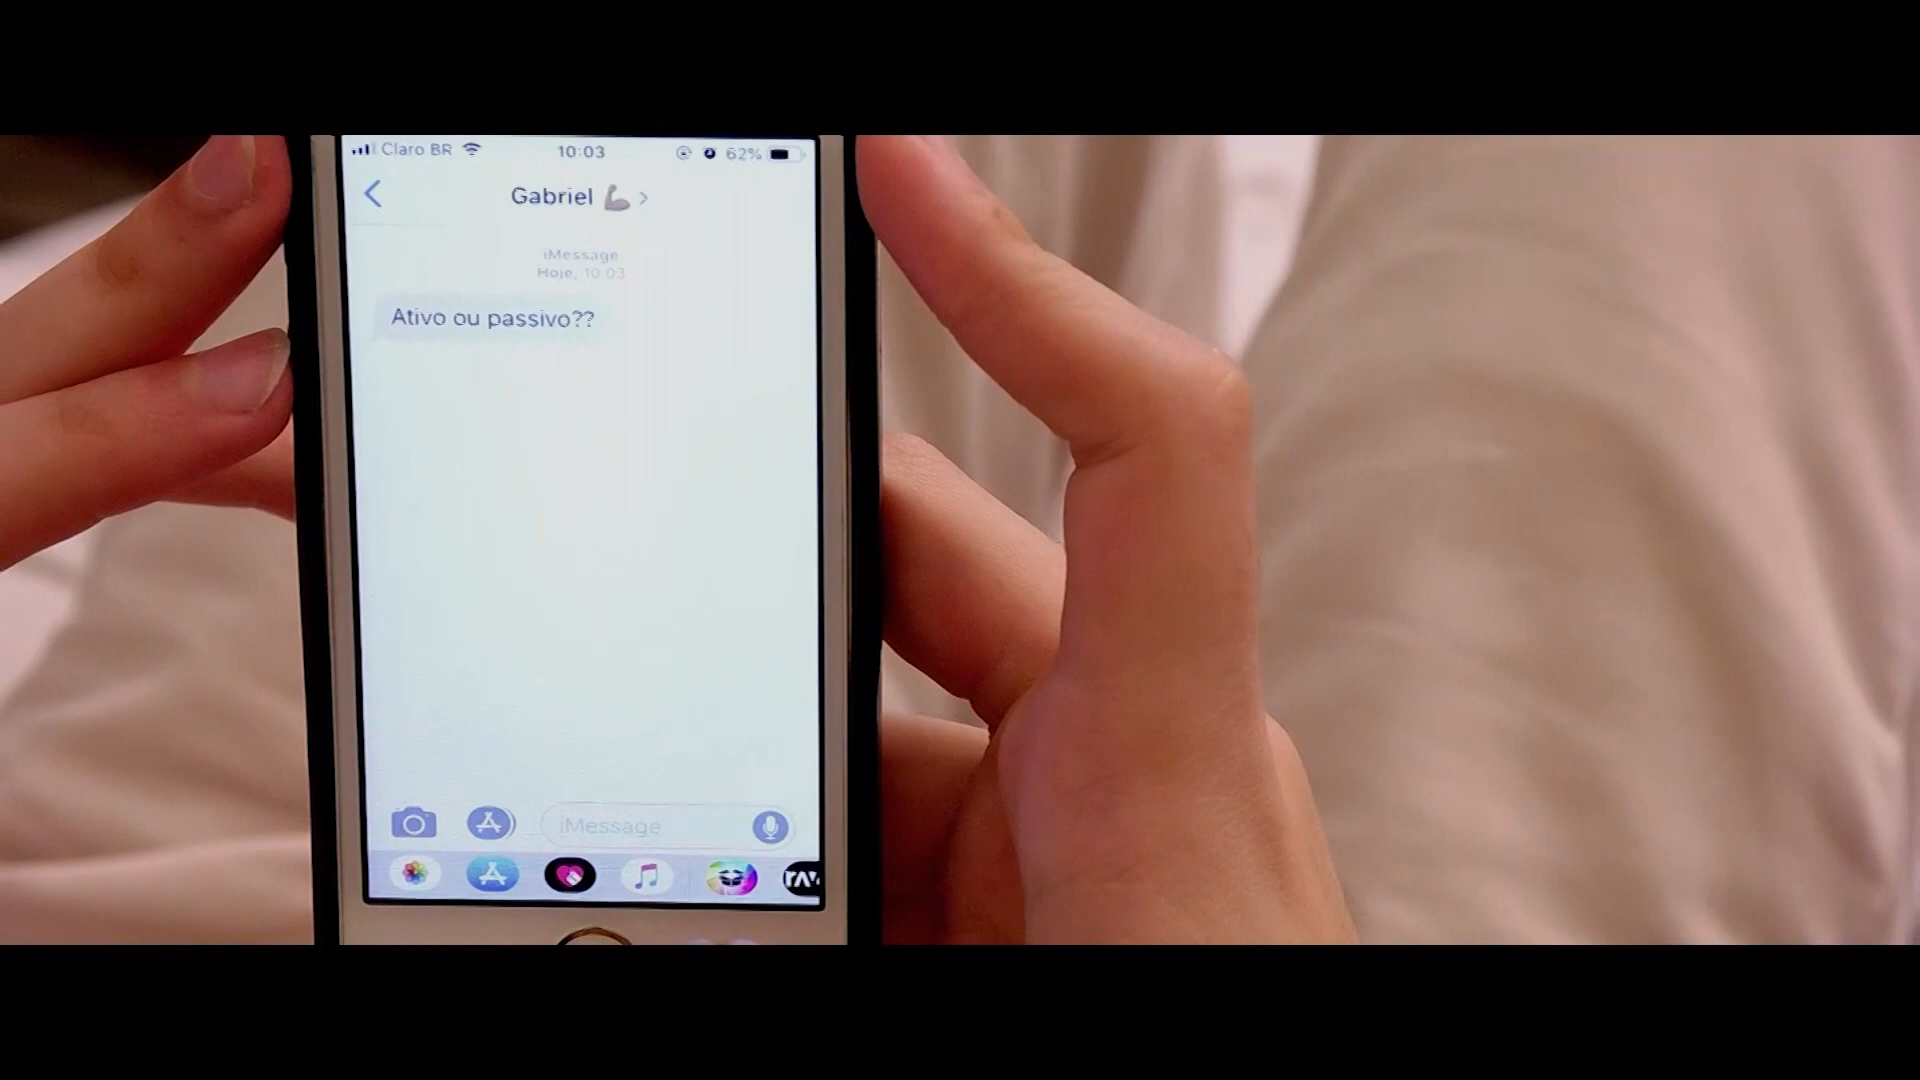 Claro BR
10:03
62%
Gabriel
iMessage
Hoje, 10:03
Ativo ou passivo??
iMessage